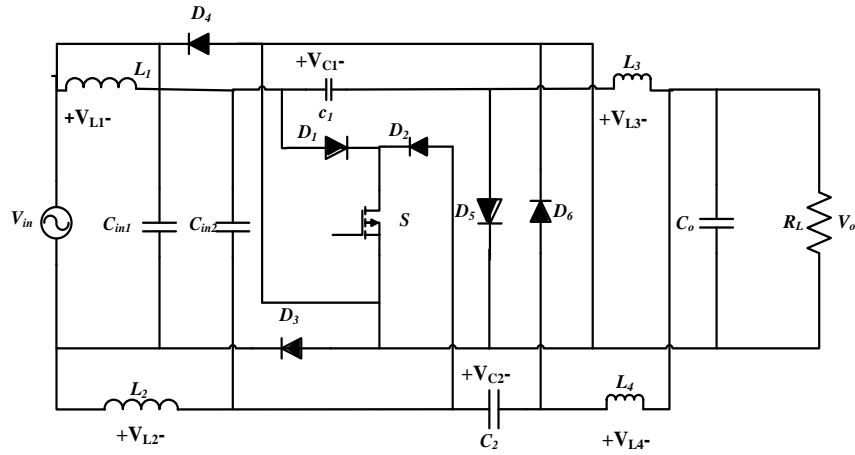 D4
L1
+VC1-
L3
+VL1-
c1
+VL3-
D1
D2
Vin
Cin1
Cin2
S
D5
D6
Co
RL
Vo
D3
L2
+VC2-
L4
+VL2-
C2
+VL4-